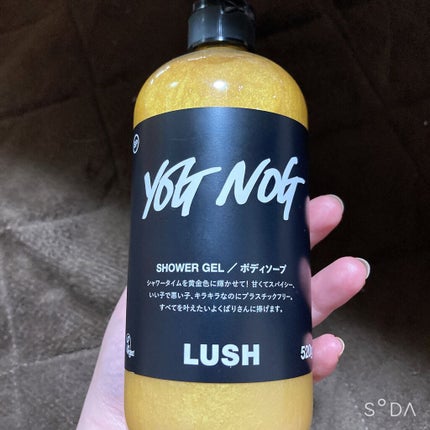 YOG NOG
SHOWER GEL / ボディソープ
シャワータイムを黄金色に輝かせて！甘くてスパイシー、
いい子で悪い子、キラキラなのにプラスチックフリー。
すべてを叶えたいよくばりさんに捧げます。
520g
LUSH
SODA